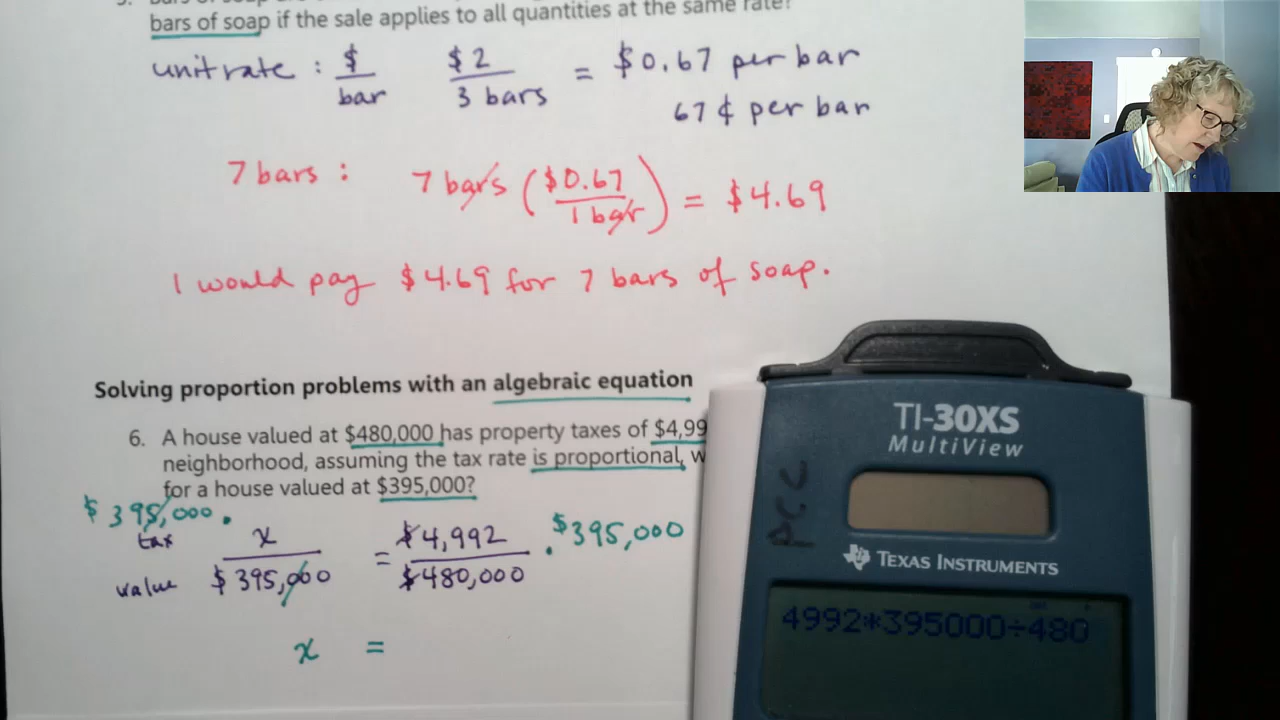 bars of soap if the sale applies to all quantities at the same rate?
unit rate : $/bar $2/3 bars = $0.67 per bar
67¢ per bar
7 bars : 7 bars ($0.67/1 bar) = $4.69
I would pay $4.69 for 7 bars of soap.
Solving proportion problems with an algebraic equation
6. A house valued at $480,000 has property taxes of $4,99
neighborhood, assuming the tax rate is proportional, w
for a house valued at $395,000?
$395,000 · tax x = $4,992 · $395,000
value $395,000 $480,000
x =
PCC
TI-30XS
MultiView
TEXAS INSTRUMENTS
4992*395000÷480